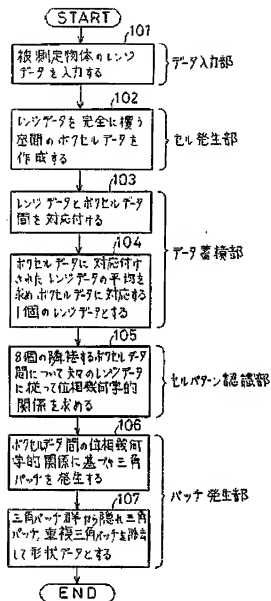 START
101
被測定物体のレンジ
データを入力する
データ入力部
102
レンジデータを完全に覆う
空間のボクセルデータを
作成する
セル発生部
103
レンジデータとボクセルデータ
間を対応付ける
104
ボクセルデータに対応付け
されたレンジデータの平均を
求めボクセルデータに対応する
1個のレンジデータとする
データ蓄積部
105
8個の隣接するボクセルデータ
間について夫々のレンジデータ
に従って位相幾何学的
関係を求める
セルパターン認識部
106
ボクセルデータ間の位相幾何
学的関係に基づき三角
パッチを発生する
107
三角パッチ群から隠れ三角
パッチ,重複三角パッチを除去
して形状データとする
パッチ発生部
END